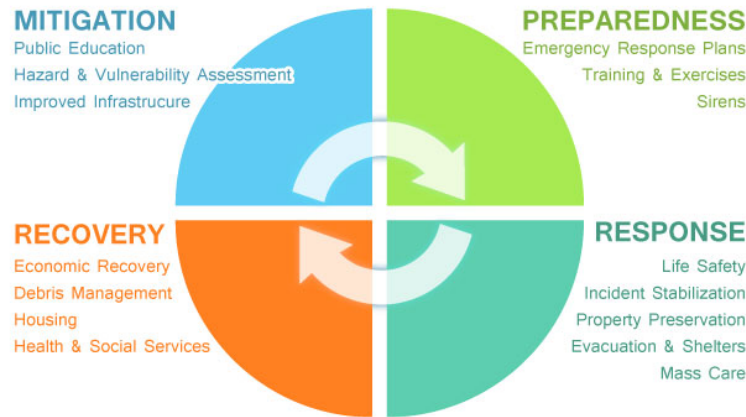 MITIGATION
Public Education
Hazard & Vulnerability Assessment
Improved Infrastrucure
PREPAREDNESS
Emergency Response Plans
Training & Exercises
Sirens
RECOVERY
Economic Recovery
Debris Management
Housing
Health & Social Services
RESPONSE
Life Safety
Incident Stabilization
Property Preservation
Evacuation & Shelters
Mass Care